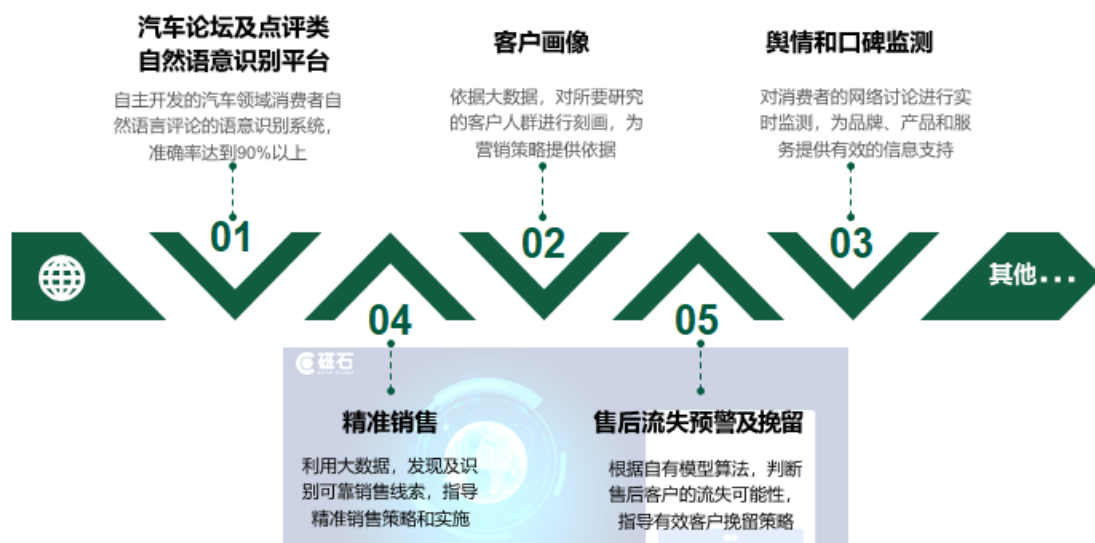 汽车论坛及点评类
自然语意识别平台
自主开发的汽车领域消费者自
然语言评论的语意识别系统，
准确率达到90%以上
客户画像
依据大数据，对所要研究
的客户人群进行刻画，为
营销策略提供依据
舆情和口碑监测
对消费者的网络讨论进行实
时监测，为品牌、产品和服
务提供有效的信息支持
01
02
03
其他...
04
05
磁石
精准销售
利用大数据，发现及识
别可靠销售线索，指导
精准销售策略和实施
售后流失预警及挽留
根据自有模型算法，判断
售后客户的流失可能性，
指导有效客户挽留策略